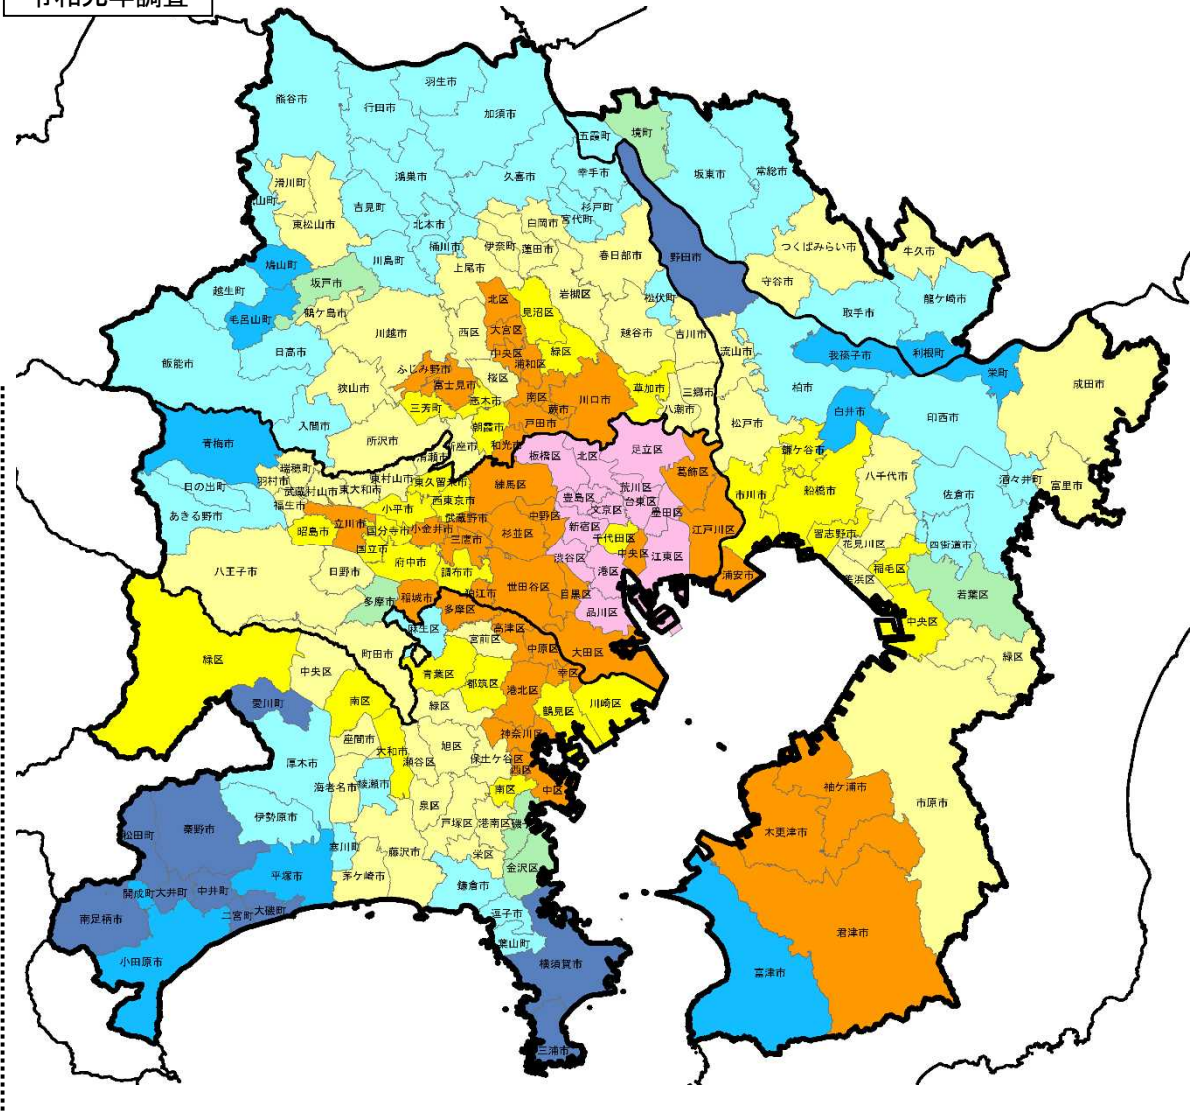 令和元年調査
羽生市
熊谷市
行田市
加須市
五霞町
境町
坂東市
常総市
滑川町
鴻巣市
久喜市
幸手市
山町
吉見町
杉戸町
宮代町
東松山市
北本市
白岡市
桶川市
伊奈町
蓮田市
春日部市
野田市
つくばみらい市
牛久市
鳩山町
坂戸市
川島町
上尾市
守谷市
越生町
岩槻区
松伏町
龍ケ崎市
毛呂山町
鶴ケ島市
北区
見沼区
取手市
川越市
西区
大宮区
越谷市
吉川市
飯能市
日高市
中央区
緑区
流山市
我孫子市
利根町
ふじみ野市
浦和区
栄町
成田市
狭山市
富士見市
桜区
草加市
三郷市
柏市
三芳町
志木市
南区
川口市
蕨市
八潮市
白井市
印西市
入間市
朝霞市
戸田市
松戸市
青梅市
所沢市
新座市
和光市
足立区
鎌ケ谷市
清瀬市
板橋区
北区
瑞穂町
東村山市
葛飾区
八千代市
酒々井町
日の出町
羽村市
武蔵村山市
東大和市
東久留米市
練馬区
荒川区
市川市
船橋市
佐倉市
富里市
福生市
西東京市
豊島区
台東区
文京区
墨田区
あきる野市
小平市
武蔵野市
中野区
新宿区
江戸川区
習志野市
昭島市
立川市
国分寺市
小金井市
杉並区
千代田区
花見川区
四街道市
国立市
三鷹市
渋谷区
中央区
江東区
八王子市
日野市
府中市
調布市
港区
浦安市
稲毛区
美浜区
若葉区
多摩市
稲城市
狛江市
世田谷区
目黒区
品川区
多摩区
中央区
麻生区
宮前区
高津区
緑区
町田市
中原区
大田区
緑区
中央区
青葉区
都筑区
幸区
愛川町
南区
緑区
港北区
鶴見区
川崎区
座間市
大和市
瀬谷区
旭区
神奈川区
保土ケ谷区
西区
厚木市
海老名市
綾瀬市
南区
中区
袖ケ浦市
市原市
伊勢原市
泉区
戸塚区
港南区
磯子
木更津市
松田町
秦野市
寒川町
藤沢市
栄区
金沢区
開成町
大井町
中井町
平塚市
茅ケ崎市
鎌倉市
南足柄市
二宮町
大磯町
逗子市
葉山町
君津市
小田原市
横須賀市
富津市
三浦市